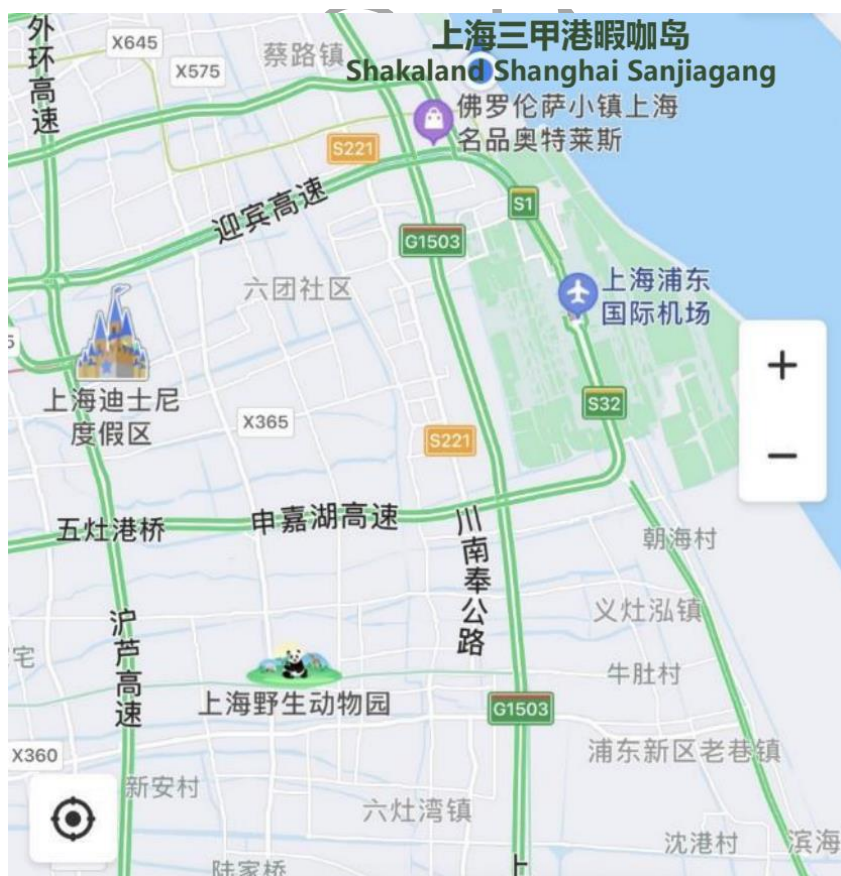 外环高速
X645
蔡路镇
上海三甲港暇咖岛
Shakaland Shanghai Sanjiagang
X575
佛罗伦萨小镇上海
名品奥特莱斯
S221
迎宾高速
S1
G1503
六团社区
上海浦东
国际机场
5
上海迪士尼
度假区
X365
S32
S221
五灶港桥
申嘉湖高速
川南奉公路
朝海村
沪芦高速
义灶泓镇
宅
牛肚村
上海野生动物园
G1503
X360
浦东新区老巷镇
新安村
六灶湾镇
沈港村
滨海
陆家桥
上